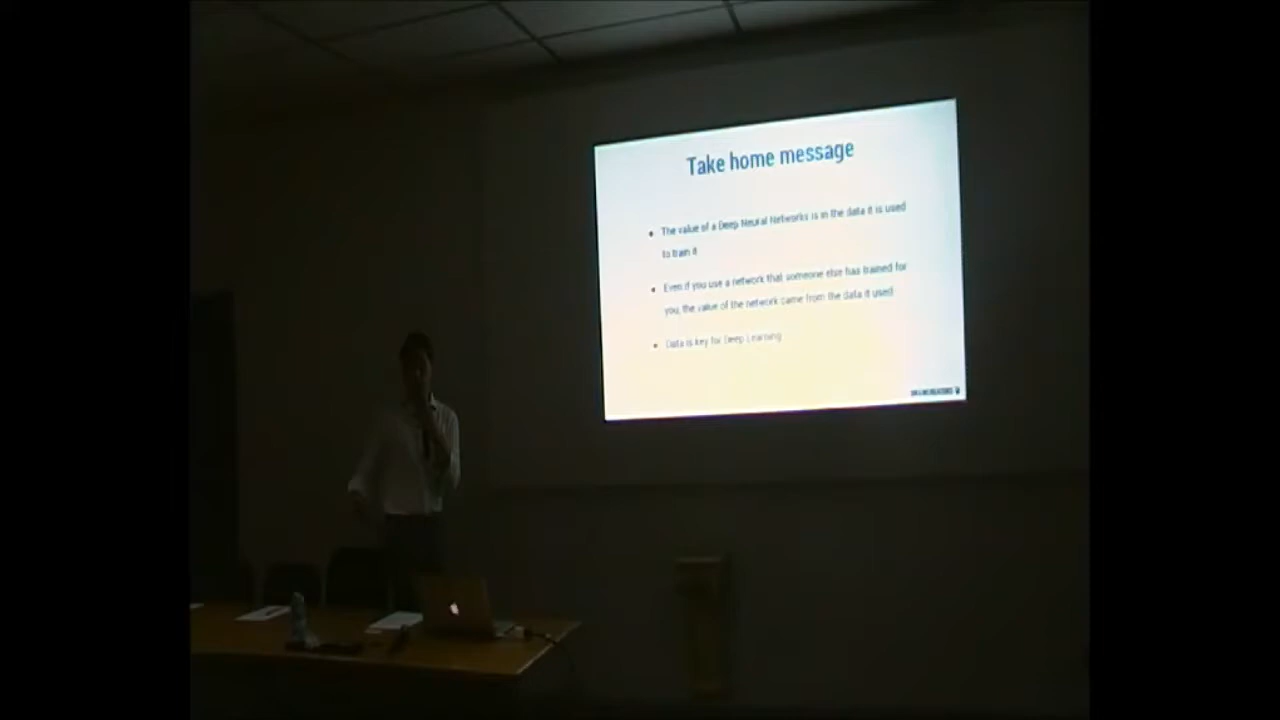 Take home message
The value of a Deep Neural Networks is in the data it is used
to train it
Even if you use a network that someone else has trained for
you, the value of the network came from the data it used
Data is key for Deep Learning
BRAINCREATORS